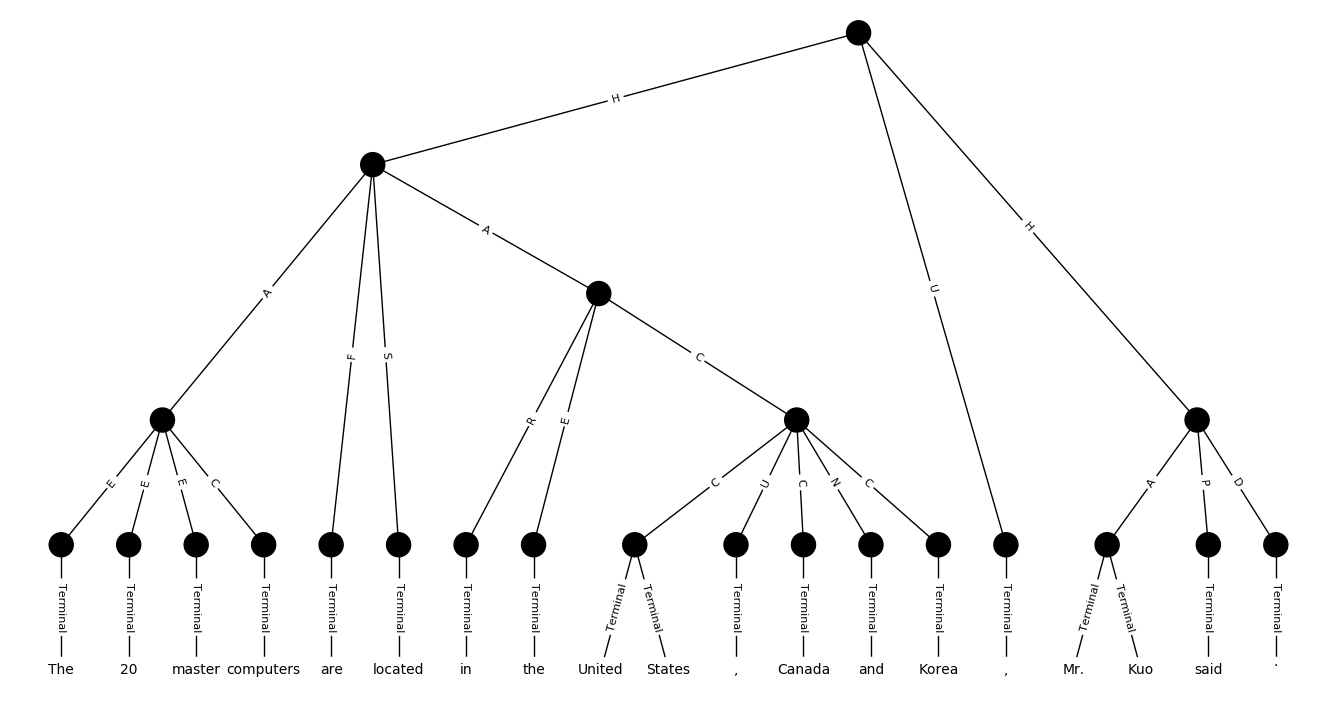 H
A
A
U
H
F
S
C
R
E
E
E
E
C
C
U
C
N
C
A
P
D
Terminal Terminal Terminal Terminal Terminal Terminal Terminal Terminal Terminal Terminal Terminal Terminal Terminal Terminal Terminal Terminal Terminal Terminal Terminal
The 20 master computers are located in the United States , Canada and Korea , Mr. Kuo said .